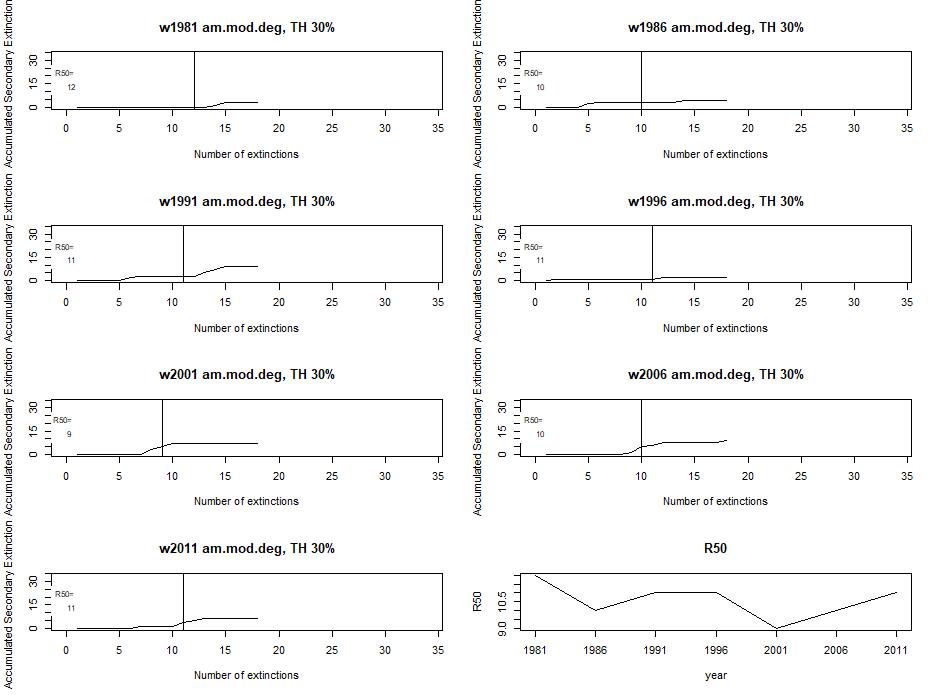 w1981 am.mod.deg, TH 30%
Accumulated Secondary Extinction
0 15 30
R50=
12
0 5 10 15 20 25 30 35
Number of extinctions
w1986 am.mod.deg, TH 30%
Accumulated Secondary Extinction
0 15 30
R50=
10
0 5 10 15 20 25 30 35
Number of extinctions
w1991 am.mod.deg, TH 30%
Accumulated Secondary Extinction
0 15 30
R50=
11
0 5 10 15 20 25 30 35
Number of extinctions
w1996 am.mod.deg, TH 30%
Accumulated Secondary Extinction
0 15 30
R50=
11
0 5 10 15 20 25 30 35
Number of extinctions
w2001 am.mod.deg, TH 30%
Accumulated Secondary Extinction
0 15 30
R50=
9
0 5 10 15 20 25 30 35
Number of extinctions
w2006 am.mod.deg, TH 30%
Accumulated Secondary Extinction
0 15 30
R50=
10
0 5 10 15 20 25 30 35
Number of extinctions
w2011 am.mod.deg, TH 30%
Accumulated Secondary Extinction
0 15 30
R50=
11
0 5 10 15 20 25 30 35
Number of extinctions
R50
R50
9.0 10.5
1981 1986 1991 1996 2001 2006 2011
year